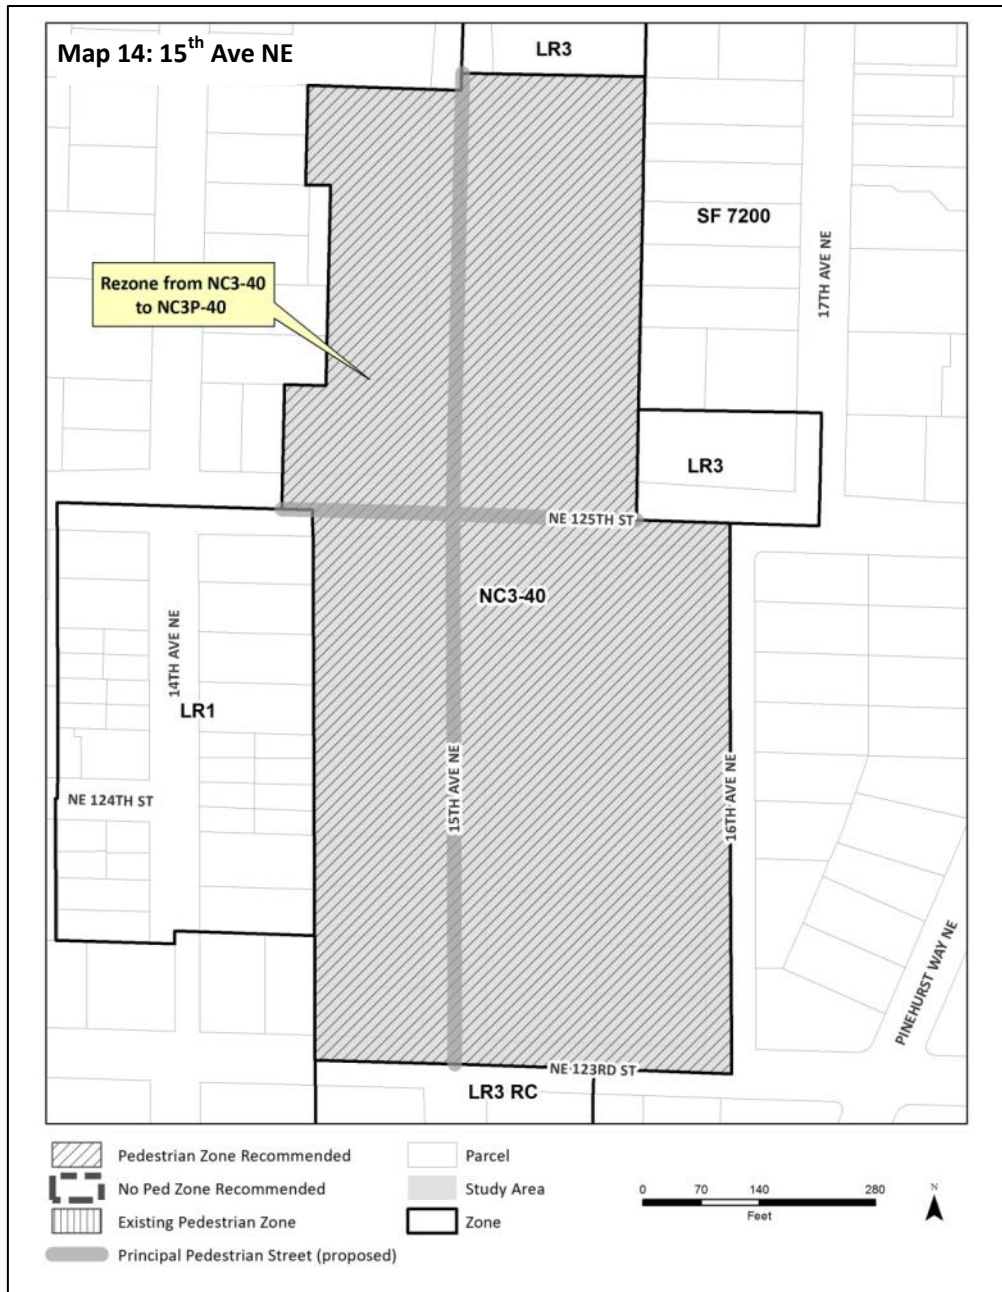 Map 14: 15th Ave NE
LR3
SF 7200
17TH AVE NE
Rezone from NC3-40
to NC3P-40
LR3
NE 125TH ST
NC3-40
14TH AVE NE
LR1
NE 124TH ST
15TH AVE NE
16TH AVE NE
PINEHURST WAY NE
NE 123RD ST
LR3 RC
Pedestrian Zone Recommended
No Ped Zone Recommended
Existing Pedestrian Zone
Principal Pedestrian Street (proposed)
Parcel
Study Area
Zone
0 70 140 280
Feet
N